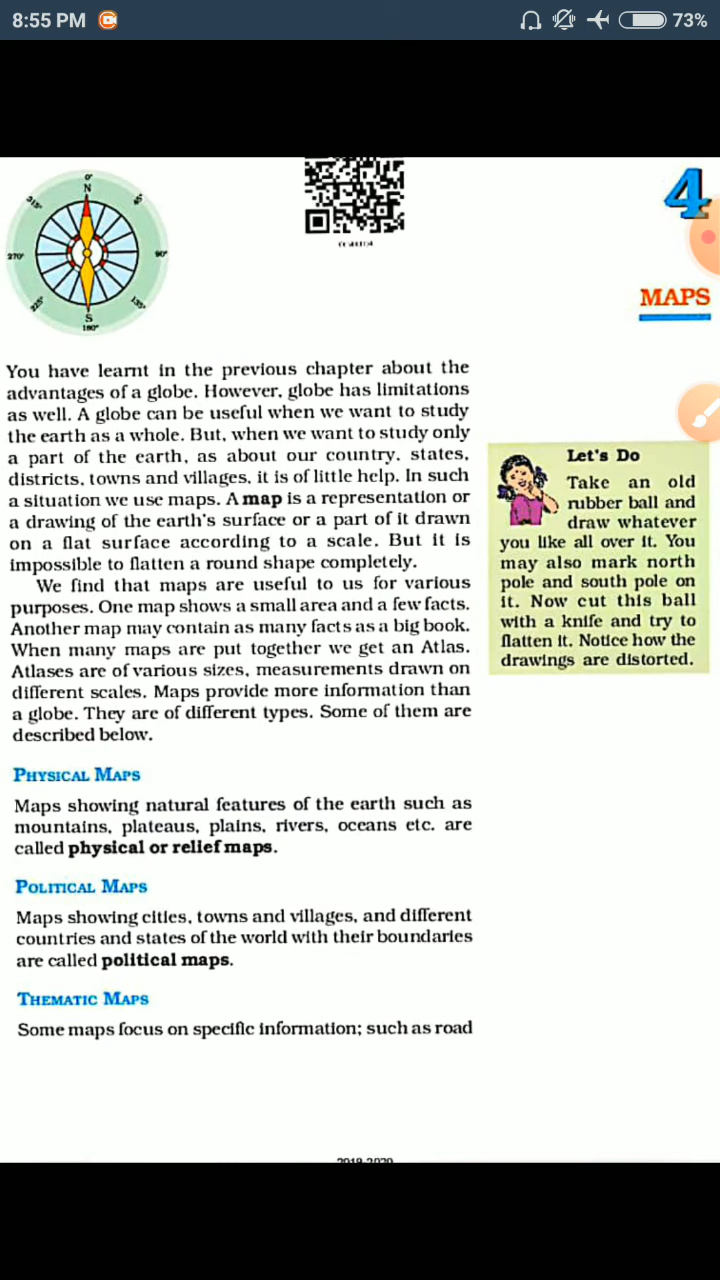 8:55 PM
73%
0°
N
45°
90°
135°
S
180°
225°
270°
315°
4
MAPS
You have learnt in the previous chapter about the
advantages of a globe. However, globe has limitations
as well. A globe can be useful when we want to study
the earth as a whole. But, when we want to study only
a part of the earth, as about our country, states,
districts, towns and villages, it is of little help. In such
a situation we use maps. A map is a representation or
a drawing of the earth's surface or a part of it drawn
on a flat surface according to a scale. But it is
impossible to flatten a round shape completely.
We find that maps are useful to us for various
purposes. One map shows a small area and a few facts.
Another map may contain as many facts as a big book.
When many maps are put together we get an Atlas.
Atlases are of various sizes, measurements drawn on
different scales. Maps provide more information than
a globe. They are of different types. Some of them are
described below.
PHYSICAL MAPS
Maps showing natural features of the earth such as
mountains, plateaus, plains, rivers, oceans etc. are
called physical or relief maps.
POLITICAL MAPS
Maps showing cities, towns and villages, and different
countries and states of the world with their boundaries
are called political maps.
THEMATIC MAPS
Some maps focus on specific information; such as road
Let's Do
Take an old
rubber ball and
draw whatever
you like all over it. You
may also mark north
pole and south pole on
it. Now cut this ball
with a knife and try to
flatten it. Notice how the
drawings are distorted.